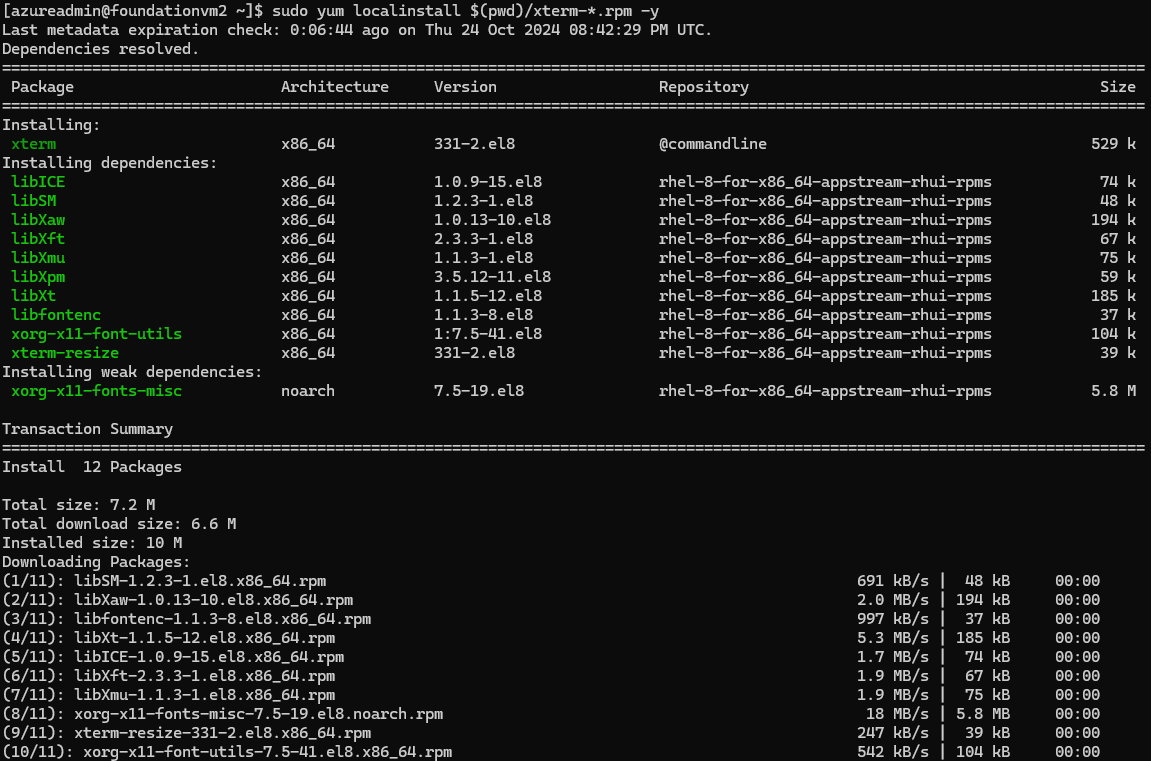 [azureadmin@foundationvm2 ~]$ sudo yum localinstall $(pwd)/xterm-*.rpm -y
Last metadata expiration check: 0:06:44 ago on Thu 24 Oct 2024 08:42:29 PM UTC.
Dependencies resolved.
================================================================================================================================
Package Architecture Version Repository Size
================================================================================================================================
Installing:
xterm x86_64 331-2.el8 @commandline 529 k
Installing dependencies:
libICE x86_64 1.0.9-15.el8 rhel-8-for-x86_64-appstream-rhui-rpms 74 k
libSM x86_64 1.2.3-1.el8 rhel-8-for-x86_64-appstream-rhui-rpms 48 k
libXaw x86_64 1.0.13-10.el8 rhel-8-for-x86_64-appstream-rhui-rpms 194 k
libXft x86_64 2.3.3-1.el8 rhel-8-for-x86_64-appstream-rhui-rpms 67 k
libXmu x86_64 1.1.3-1.el8 rhel-8-for-x86_64-appstream-rhui-rpms 75 k
libXpm x86_64 3.5.12-11.el8 rhel-8-for-x86_64-appstream-rhui-rpms 59 k
libXt x86_64 1.1.5-12.el8 rhel-8-for-x86_64-appstream-rhui-rpms 185 k
libfontenc x86_64 1.1.3-8.el8 rhel-8-for-x86_64-appstream-rhui-rpms 37 k
xorg-x11-font-utils x86_64 1:7.5-41.el8 rhel-8-for-x86_64-appstream-rhui-rpms 104 k
xterm-resize x86_64 331-2.el8 rhel-8-for-x86_64-appstream-rhui-rpms 39 k
Installing weak dependencies:
xorg-x11-fonts-misc noarch 7.5-19.el8 rhel-8-for-x86_64-appstream-rhui-rpms 5.8 M
Transaction Summary
================================================================================================================================
Install 12 Packages
Total size: 7.2 M
Total download size: 6.6 M
Installed size: 10 M
Downloading Packages:
(1/11): libSM-1.2.3-1.el8.x86_64.rpm 691 kB/s | 48 kB 00:00
(2/11): libXaw-1.0.13-10.el8.x86_64.rpm 2.0 MB/s | 194 kB 00:00
(3/11): libfontenc-1.1.3-8.el8.x86_64.rpm 997 kB/s | 37 kB 00:00
(4/11): libXt-1.1.5-12.el8.x86_64.rpm 5.3 MB/s | 185 kB 00:00
(5/11): libICE-1.0.9-15.el8.x86_64.rpm 1.7 MB/s | 74 kB 00:00
(6/11): libXft-2.3.3-1.el8.x86_64.rpm 1.9 MB/s | 67 kB 00:00
(7/11): libXmu-1.1.3-1.el8.x86_64.rpm 1.9 MB/s | 75 kB 00:00
(8/11): xorg-x11-fonts-misc-7.5-19.el8.noarch.rpm 18 MB/s | 5.8 MB 00:00
(9/11): xterm-resize-331-2.el8.x86_64.rpm 247 kB/s | 39 kB 00:00
(10/11): xorg-x11-font-utils-7.5-41.el8.x86_64.rpm 542 kB/s | 104 kB 00:00